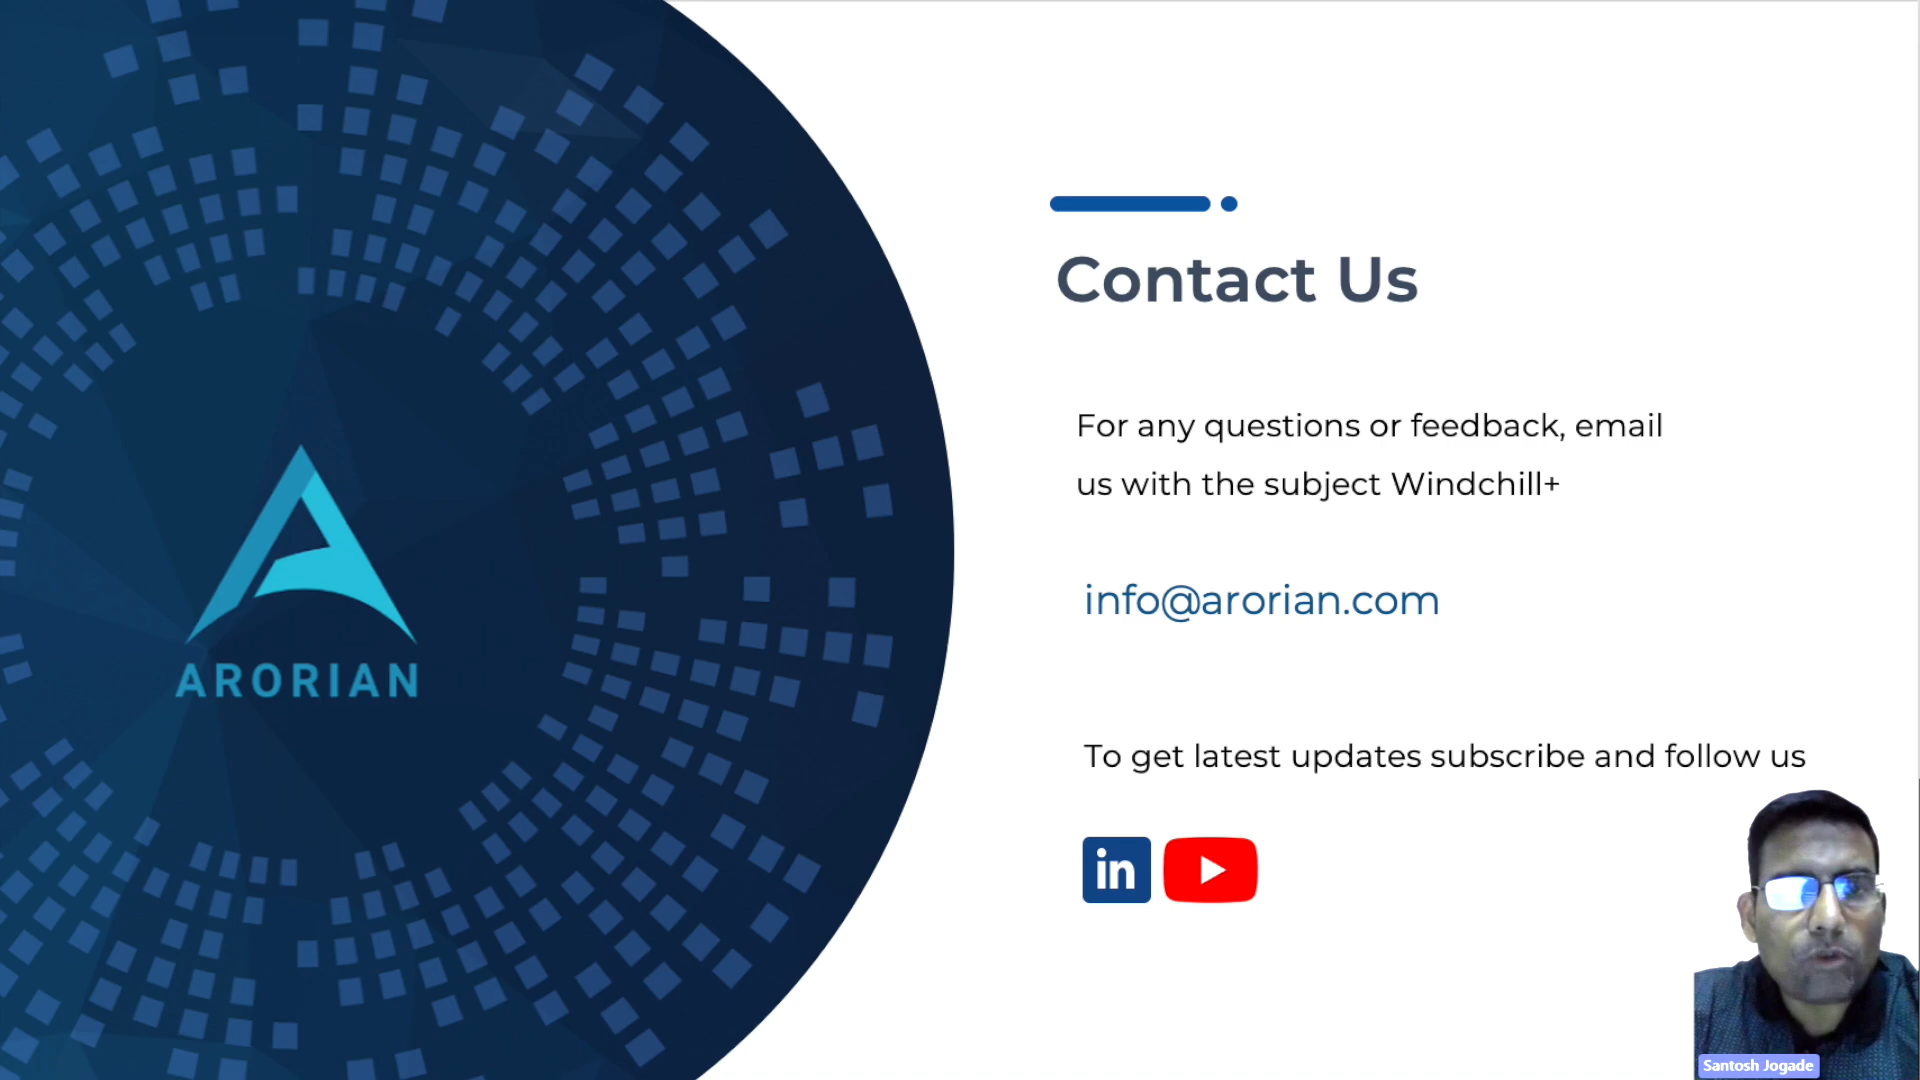 ARORIAN
Contact Us
For any questions or feedback, email
us with the subject Windchill+
info@arorian.com
To get latest updates subscribe and follow us
in
Santosh Jogade